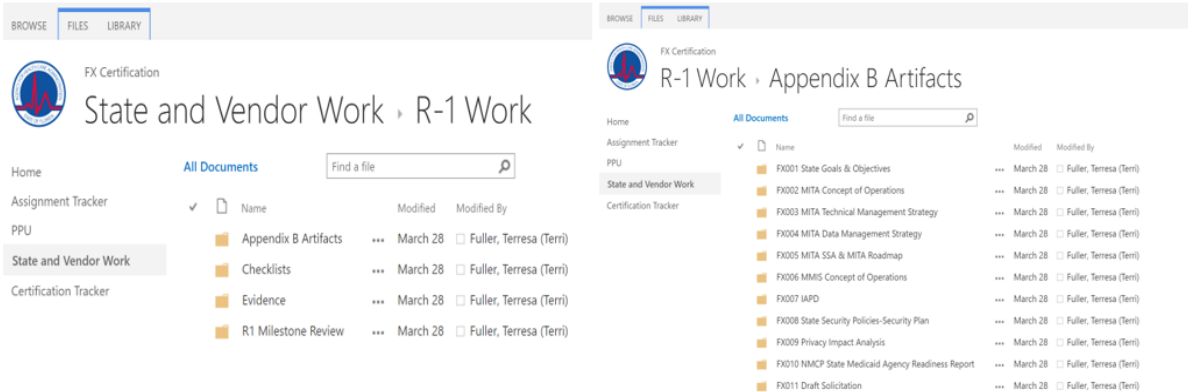 BROWSE FILES LIBRARY
FX Certification
State and Vendor Work ▸ R-1 Work
Home
Assignment Tracker
PPU
State and Vendor Work
Certification Tracker
All Documents Find a file
Name Modified Modified By
Appendix B Artifacts ... March 28 Fuller, Terresa (Terri)
Checklists ... March 28 Fuller, Terresa (Terri)
Evidence ... March 28 Fuller, Terresa (Terri)
R1 Milestone Review ... March 28 Fuller, Terresa (Terri)
BROWSE FILES LIBRARY
FX Certification
R-1 Work ▸ Appendix B Artifacts
Home
Assignment Tracker
PPU
State and Vendor Work
Certification Tracker
All Documents Find a file
Name Modified Modified By
FX001 State Goals & Objectives ... March 28 Fuller, Terresa (Terri)
FX002 MITA Concept of Operations ... March 28 Fuller, Terresa (Terri)
FX003 MITA Technical Management Strategy ... March 28 Fuller, Terresa (Terri)
FX004 MITA Data Management Strategy ... March 28 Fuller, Terresa (Terri)
FX005 MITA SSA & MITA Roadmap ... March 28 Fuller, Terresa (Terri)
FX006 MMIS Concept of Operations ... March 28 Fuller, Terresa (Terri)
FX007 IAPD ... March 28 Fuller, Terresa (Terri)
FX008 State Security Policies-Security Plan ... March 28 Fuller, Terresa (Terri)
FX009 Privacy Impact Analysis ... March 28 Fuller, Terresa (Terri)
FX010 NMCP State Medicaid Agency Readiness Report ... March 28 Fuller, Terresa (Terri)
FX011 Draft Solicitation ... March 28 Fuller, Terresa (Terri)